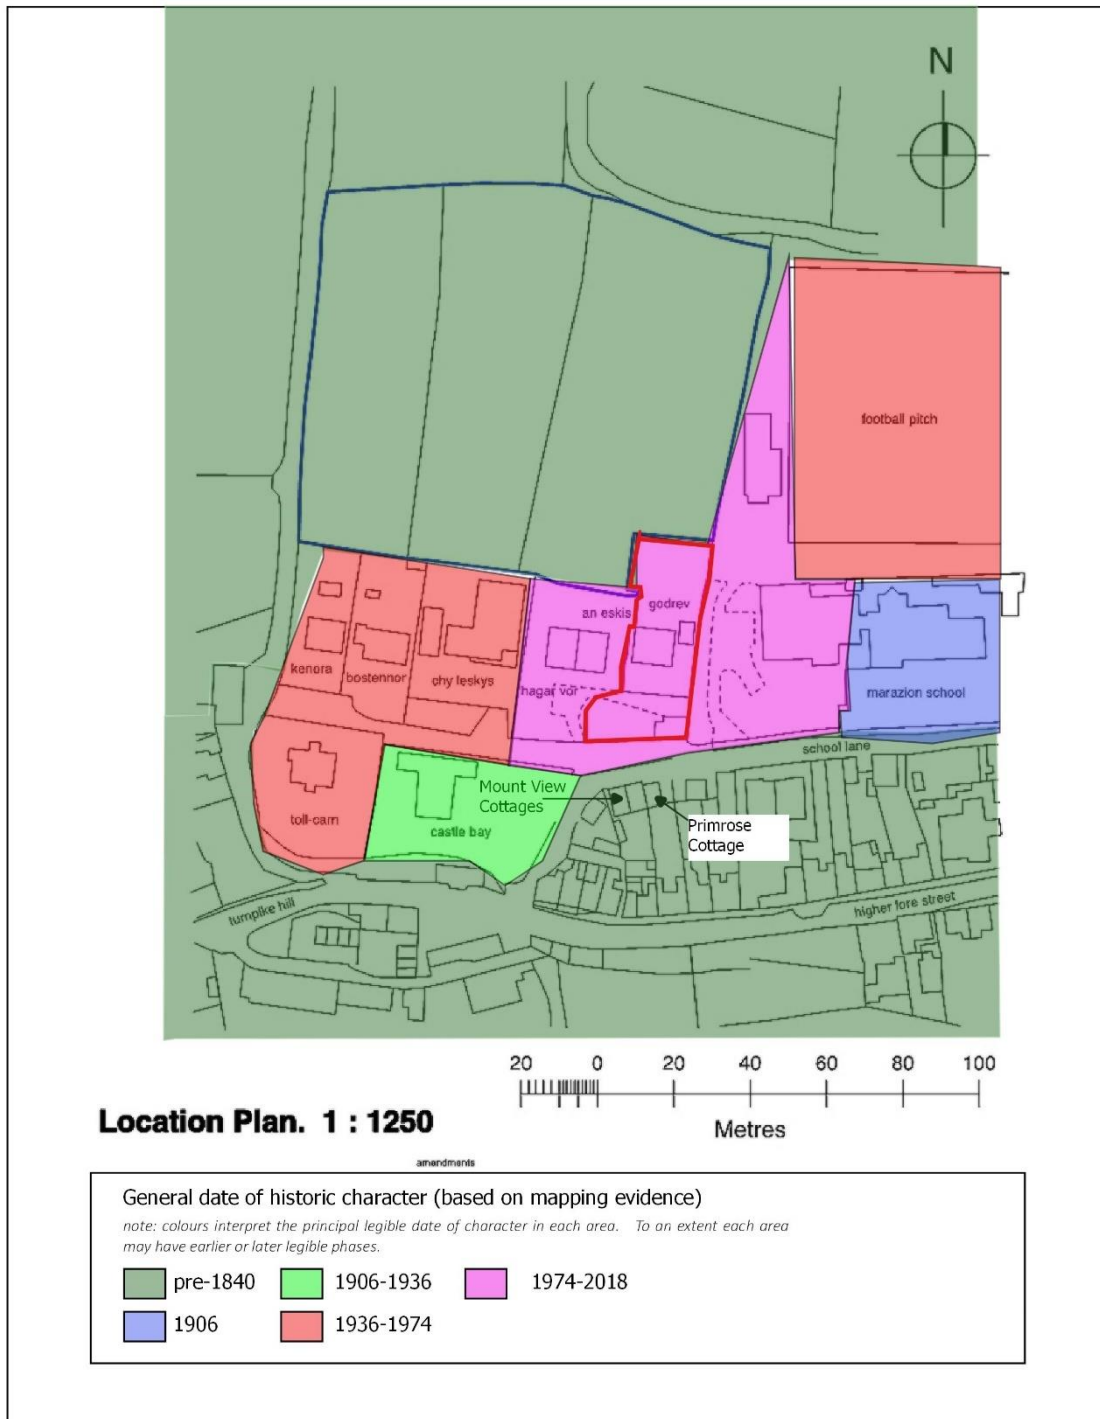 N
football pitch
an eskis
godrev
kenora
bostennor
chy leskys
hagar vor
marazion school
school lane
Mount View
Cottages
Primrose
Cottage
toll-carn
castle bay
turnpike hill
higher fore street
20 0 20 40 60 80 100
Metres
Location Plan. 1 : 1250
amendments
General date of historic character (based on mapping evidence)
note: colours interpret the principal legible date of character in each area. To an extent each area
may have earlier or later legible phases.
pre-1840 1906-1936 1974-2018
1906 1936-1974